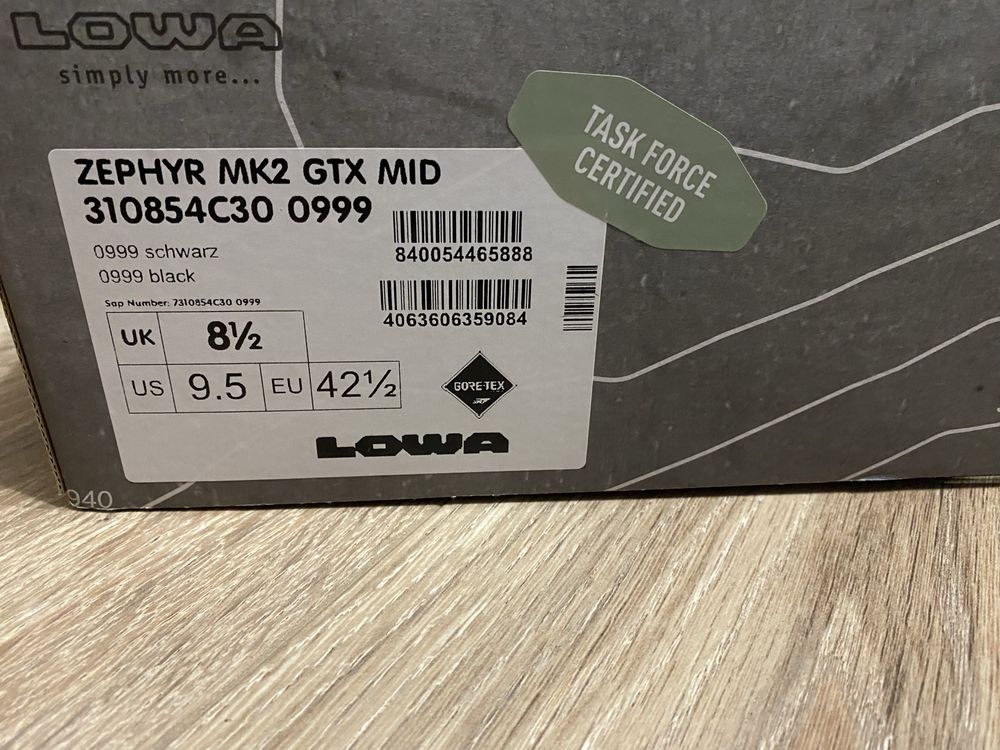 LOWA
simply more...
TASK FORCE
CERTIFIED
ZEPHYR MK2 GTX MID
310854C30 0999
0999 schwarz
0999 black
840054465888
4063606359084
Sap Number: 7310854C30 0999
UK 8½
US 9.5 EU 42½
GORE-TEX
LOWA
940